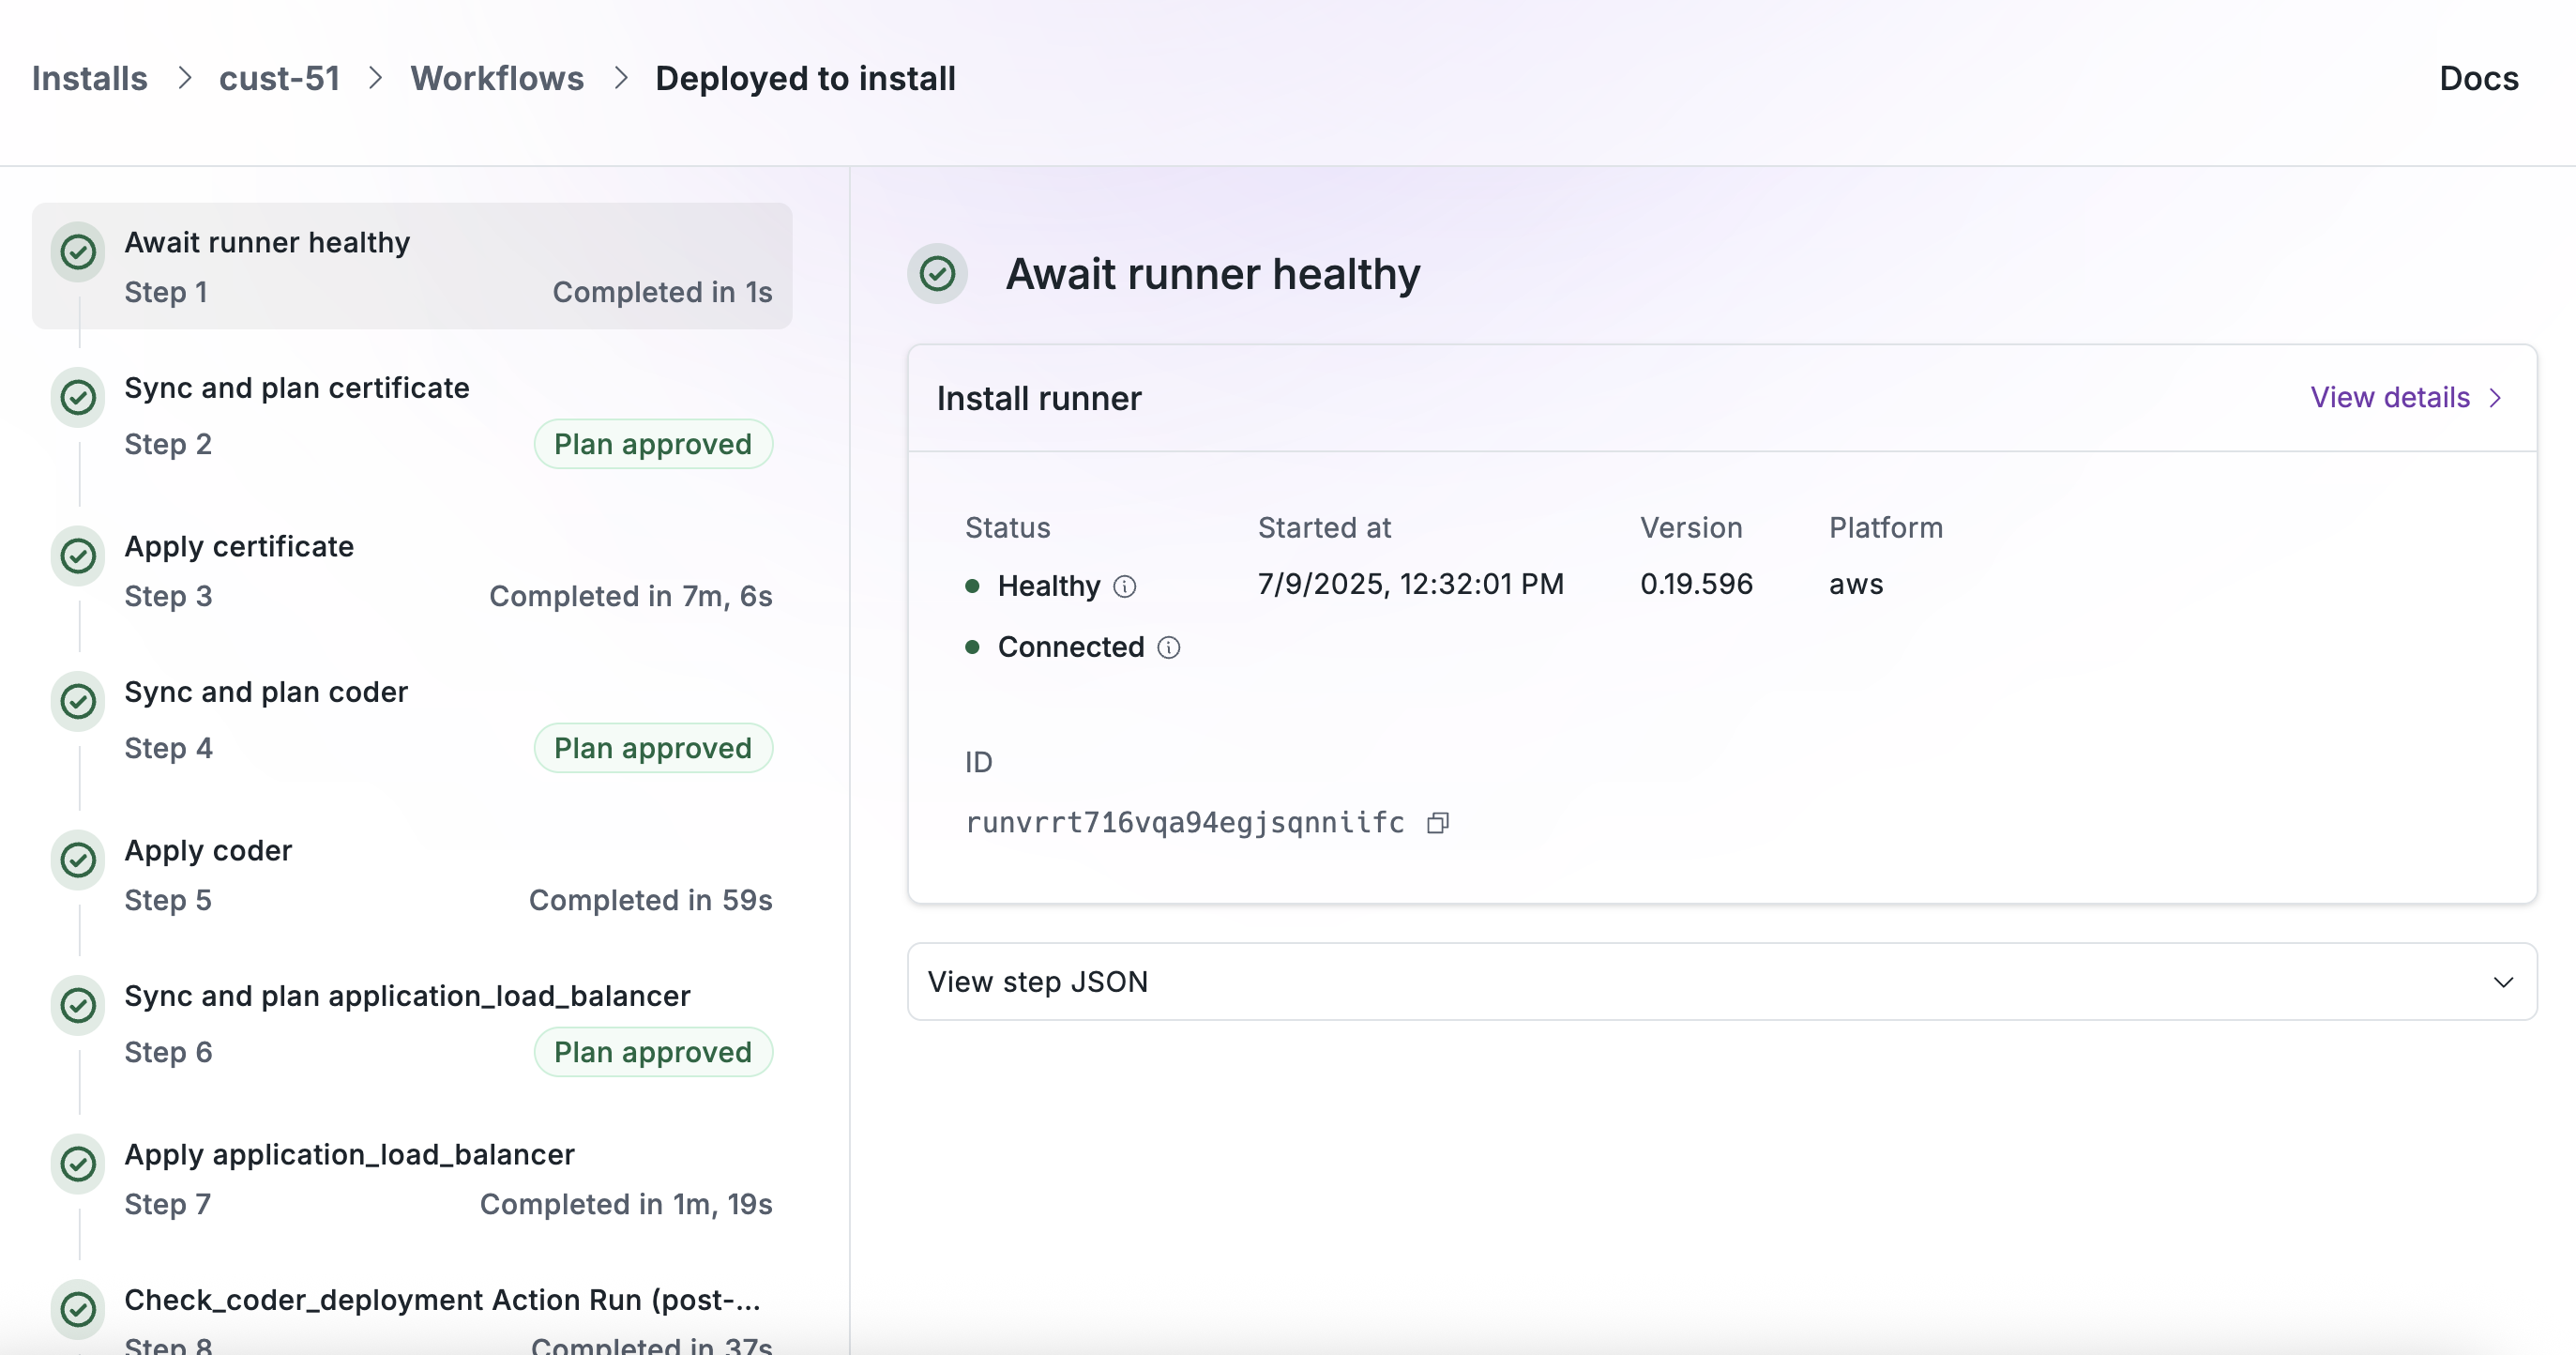 Installs > cust-51 > Workflows > Deployed to install
Docs
Await runner healthy
Step 1
Completed in 1s
Sync and plan certificate
Step 2
Plan approved
Apply certificate
Step 3
Completed in 7m, 6s
Sync and plan coder
Step 4
Plan approved
Apply coder
Step 5
Completed in 59s
Sync and plan application_load_balancer
Step 6
Plan approved
Apply application_load_balancer
Step 7
Completed in 1m, 19s
Check_coder_deployment Action Run (post-...
Step 8
Completed in 37s
Await runner healthy
Install runner
View details >
Status
Started at
Version
Platform
Healthy
7/9/2025, 12:32:01 PM
0.19.596
aws
Connected
ID
runvrrt716vqa94egjsqnniifc
View step JSON